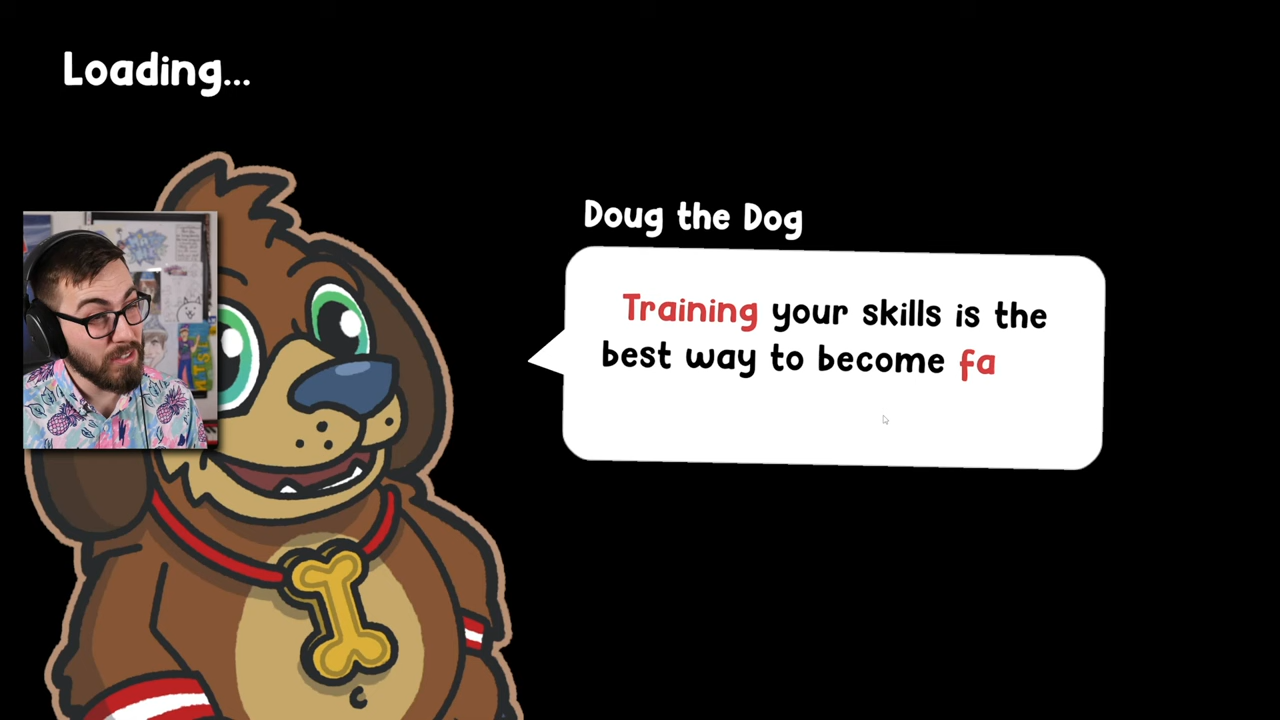 Loading...
Doug the Dog
Training your skills is the
best way to become fa